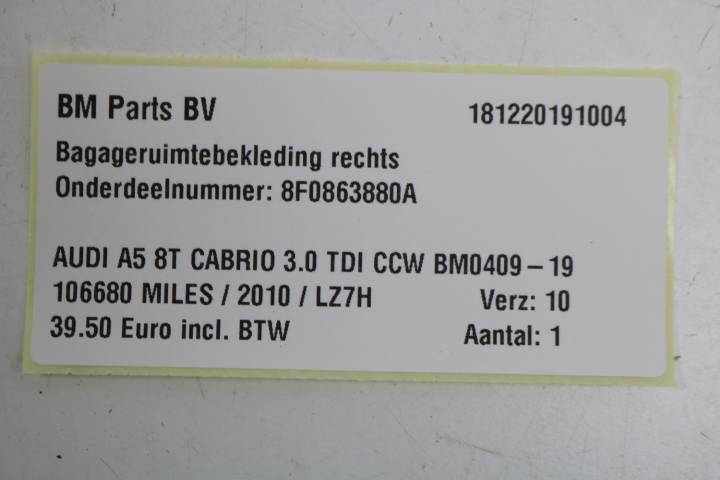 BM Parts BV 181220191004
Bagageruimtebekleding rechts
Onderdeelnummer: 8F0863880A
AUDI A5 8T CABRIO 3.0 TDI CCW BM0409 – 19
106680 MILES / 2010 / LZ7H Verz: 10
39.50 Euro incl. BTW Aantal: 1